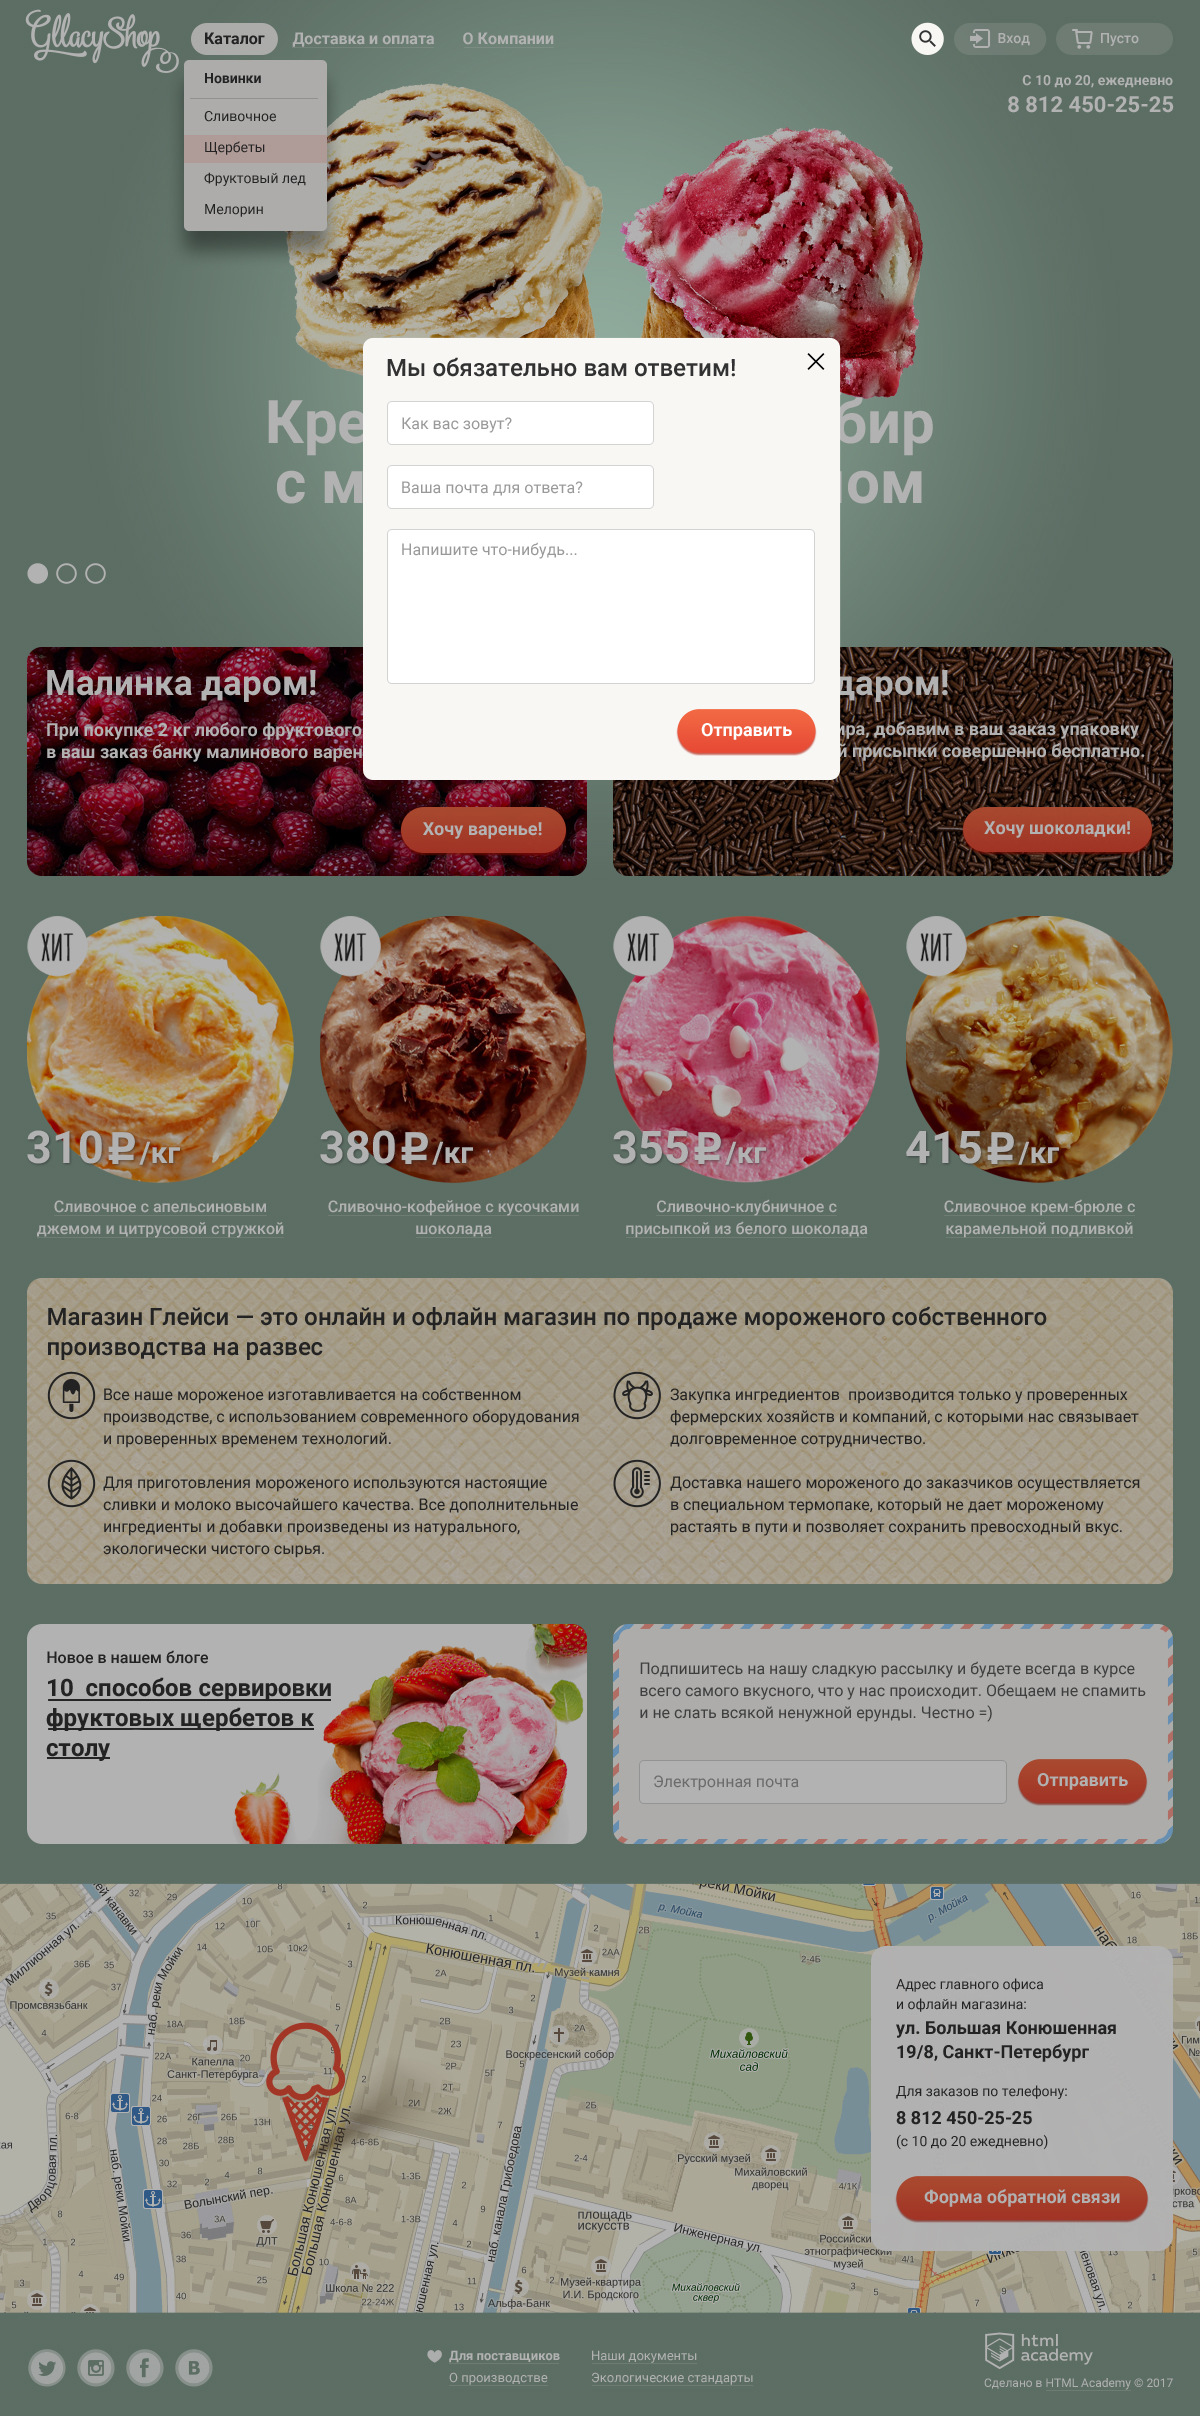 GllacyShop
Каталог
Доставка и оплата
О Компании
Вход
Пусто
Новинки
Сливочное
Щербеты
Фруктовый лед
Мелорин
С 10 до 20, ежедневно
8 812 450-25-25
Мы обязательно вам ответим!
Как вас зовут?
Ваша почта для ответа?
Напишите что-нибудь...
Отправить
Малинка даром!
При покупке 2 кг любого фруктового
в ваш заказ банку малинового
Хочу варенье!
даром!
добавим в ваш заказ упаковку
й присыпки совершенно бесплатно.
Хочу шоколадки!
ХИТ
310₽/кг
Сливочное с апельсиновым
джемом и цитрусовой стружкой
ХИТ
380₽/кг
Сливочно-кофейное с кусочками
шоколада
ХИТ
355₽/кг
Сливочно-клубничное с
присыпкой из белого шоколада
ХИТ
415₽/кг
Сливочное крем-брюле с
карамельной подливкой
Магазин Глейси — это онлайн и офлайн магазин по продаже мороженого собственного
производства на развес
Все наше мороженое изготавливается на собственном
производстве, с использованием современного оборудования
и проверенных временем технологий.
Закупка ингредиентов  производится только у проверенных
фермерских хозяйств и компаний, с которыми нас связывает
долговременное сотрудничество.
Для приготовления мороженого используются настоящие
сливки и молоко высочайшего качества. Все дополнительные
ингредиенты и добавки произведены из натурального,
экологически чистого сырья.
Доставка нашего мороженого до заказчиков осуществляется
в специальном термопаке, который не дает мороженому
растаять в пути и позволяет сохранить превосходный вкус.
Новое в нашем блоге
10  способов сервировки
фруктовых щербетов к
столу
Подпишитесь на нашу сладкую рассылку и будете всегда в курсе
всего самого вкусного, что у нас происходит. Обещаем не спамить
и не слать всякой ненужной ерунды. Честно =)
Электронная почта
Отправить
Миллионная ул.
Промсвязьбанк
наб. реки Мойки
Конюшенная пл.
Конюшенная пл.
реки Мойки
р. Мойка
р. Мойка
Музей камня
Капелла
Санкт-Петербурга
Воскресенский собор
Михайловский
сад
Русский музей
Михайловский
дворец
Дворцовая пл.
наб. реки Мойки
Волынский пер.
ДЛТ
Большая Конюшенная ул.
Большая Конюшенная ул.
Школа № 222
наб. канала Грибоедова
площадь
искусств
Инженерная ул.
Музей-квартира
И.И. Бродского
Альфа-Банк
Михайловский
сквер
этнографический
музей
Адрес главного офиса
и офлайн магазина:
ул. Большая Конюшенная
19/8, Санкт-Петербург
Для заказов по телефону:
8 812 450-25-25
(с 10 до 20 ежедневно)
Форма обратной связи
Для поставщиков
О производстве
Наши документы
Экологические стандарты
html
academy
Сделано в HTML Academy © 2017